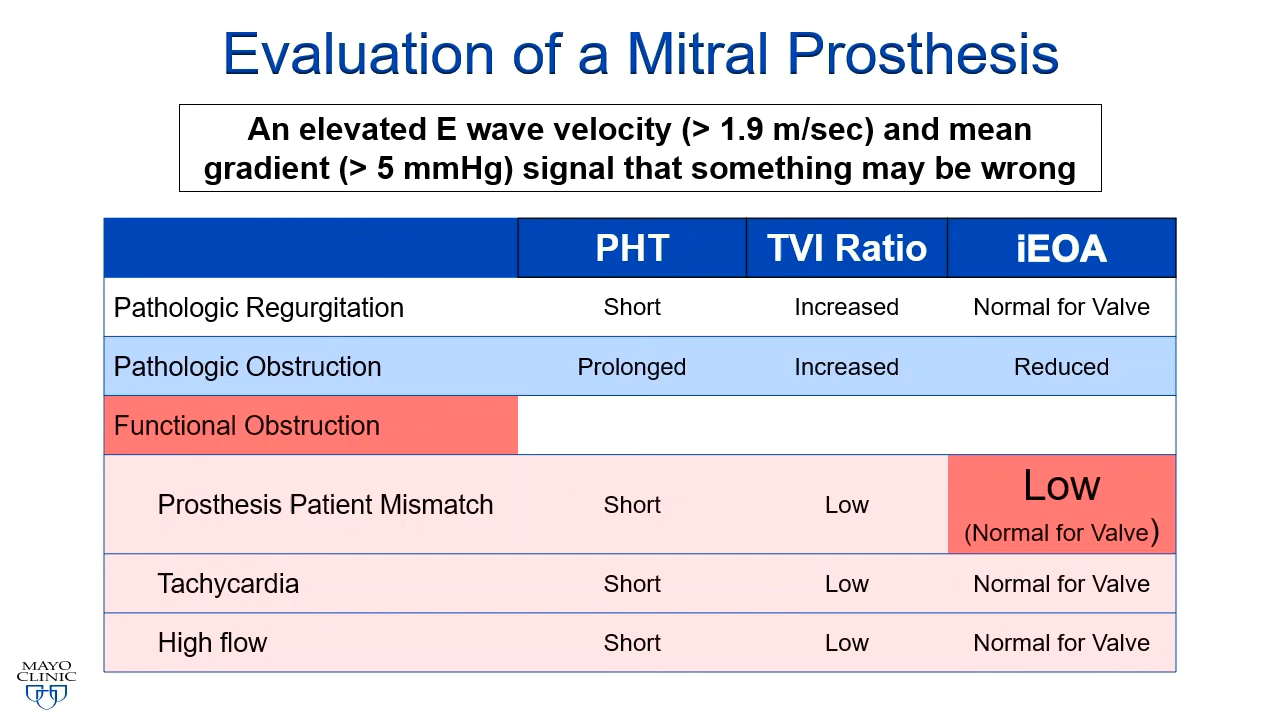 Evaluation of a Mitral Prosthesis
An elevated E wave velocity (> 1.9 m/sec) and mean
gradient (> 5 mmHg) signal that something may be wrong
PHT TVI Ratio iEOA
Pathologic Regurgitation Short Increased Normal for Valve
Pathologic Obstruction Prolonged Increased Reduced
Functional Obstruction
Prosthesis Patient Mismatch Short Low Low
(Normal for Valve)
Tachycardia Short Low Normal for Valve
High flow Short Low Normal for Valve
MAYO
CLINIC